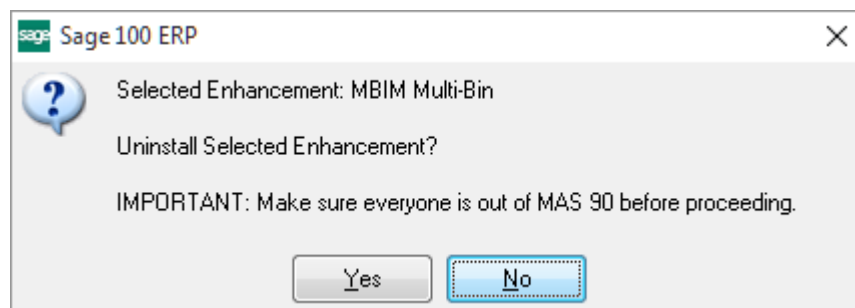 sage Sage 100 ERP
Selected Enhancement: MBIM Multi-Bin
Uninstall Selected Enhancement?
IMPORTANT: Make sure everyone is out of MAS 90 before proceeding.
Yes No